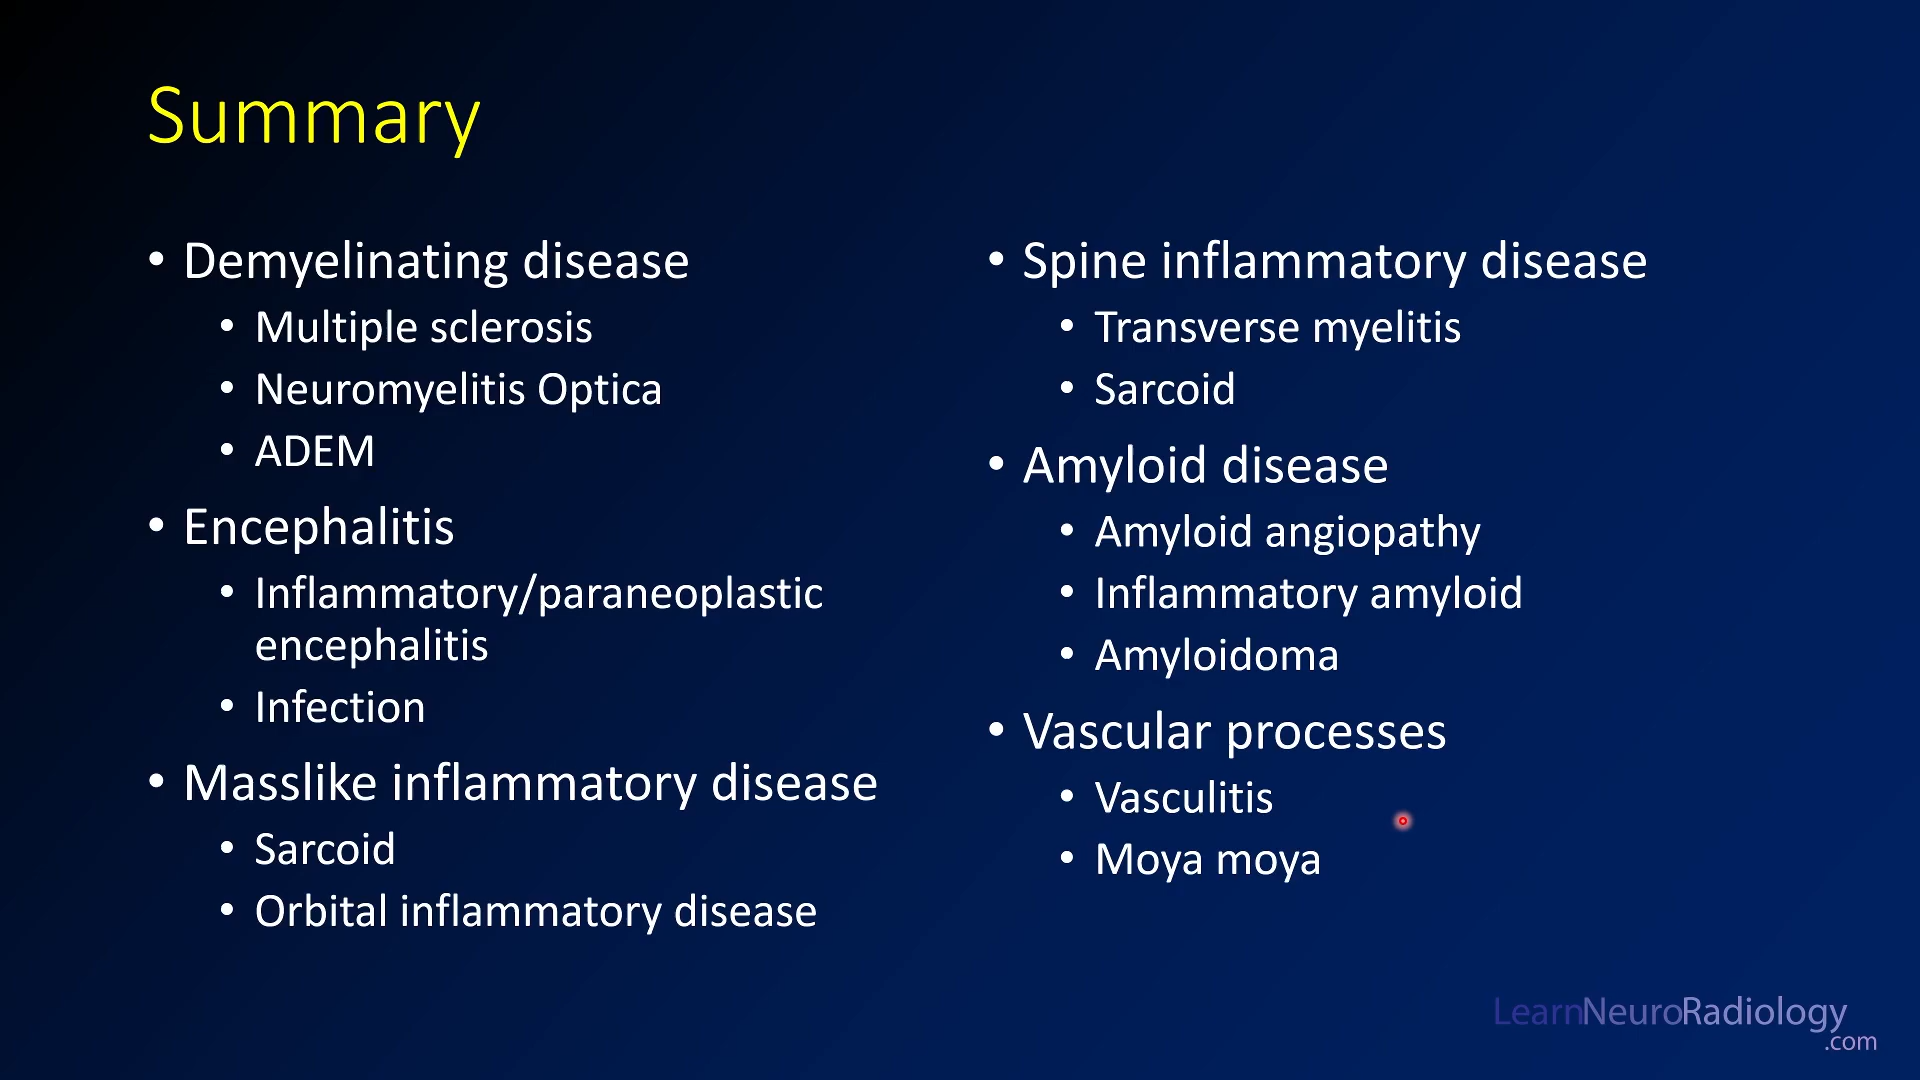 Summary
• Demyelinating disease
• Multiple sclerosis
• Neuromyelitis Optica
• ADEM
• Encephalitis
• Inflammatory/paraneoplastic
encephalitis
• Infection
• Masslike inflammatory disease
• Sarcoid
• Orbital inflammatory disease
• Spine inflammatory disease
• Transverse myelitis
• Sarcoid
• Amyloid disease
• Amyloid angiopathy
• Inflammatory amyloid
• Amyloidoma
• Vascular processes
• Vasculitis
• Moya moya
LearnNeuroRadiology
.com